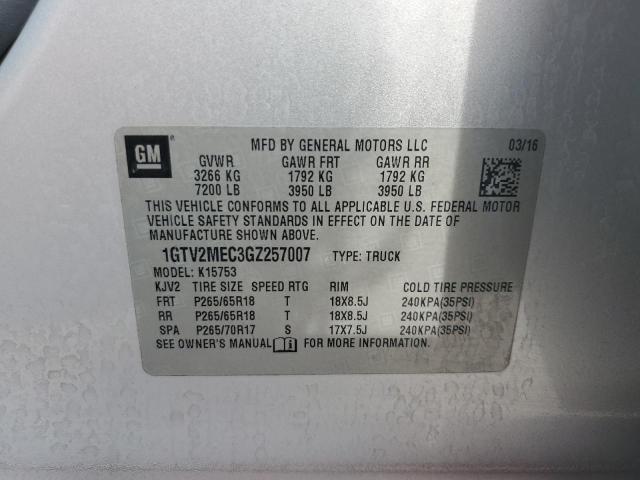 GM
MFD BY GENERAL MOTORS LLC 03/16
GVWR GAWR FRT GAWR RR
3266 KG 1792 KG 1792 KG
7200 LB 3950 LB 3950 LB
THIS VEHICLE CONFORMS TO ALL APPLICABLE U.S. FEDERAL MOTOR
VEHICLE SAFETY STANDARDS IN EFFECT ON THE DATE OF
MANUFACTURE SHOWN ABOVE.
1GTV2MEC3GZ257007 TYPE: TRUCK
MODEL: K15753
KJV2 TIRE SIZE SPEED RTG RIM COLD TIRE PRESSURE
FRT P265/65R18 T 18X8.5J 240KPA(35PSI)
RR P265/65R18 T 18X8.5J 240KPA(35PSI)
SPA P265/70R17 S 17X7.5J 240KPA(35PSI)
SEE OWNER'S MANUAL FOR MORE INFORMATION.